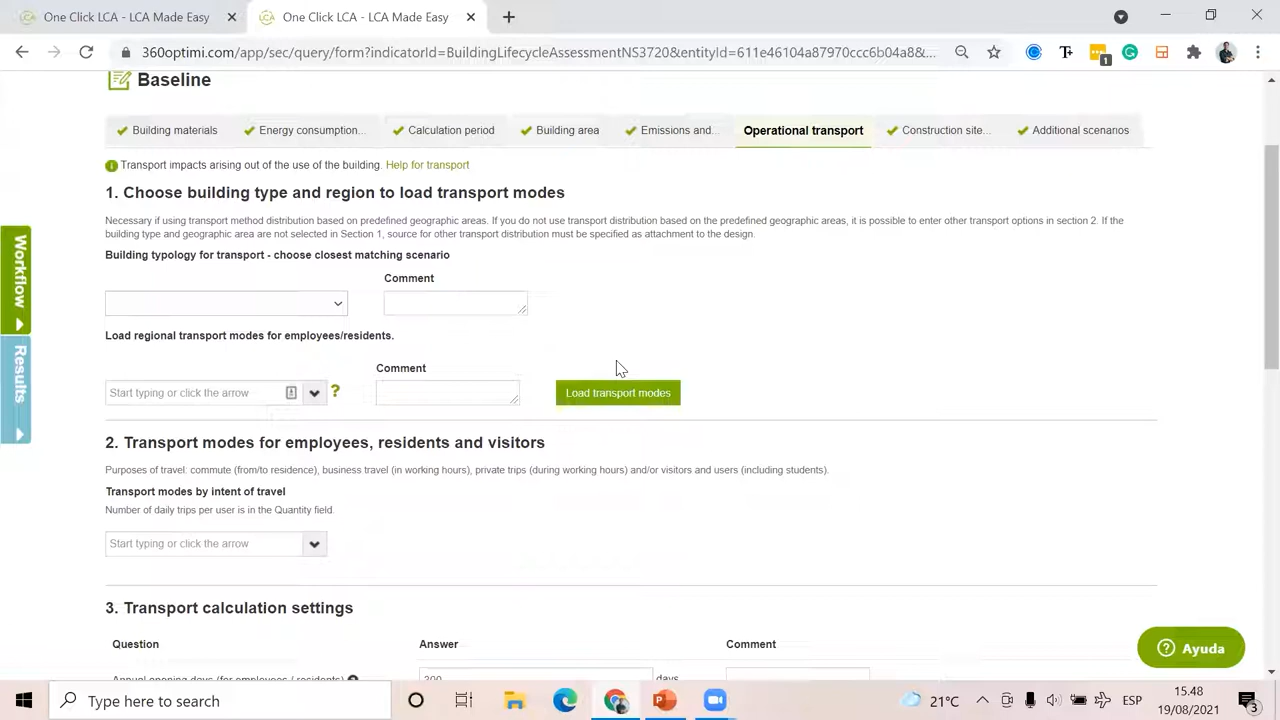 One Click LCA - LCA Made Easy
One Click LCA - LCA Made Easy
360optimi.com/app/sec/query/form?indicatorId=BuildingLifecycleAssessmentNS3720&entityId=611e46104a87970ccc6b04a8&...
1
Baseline
Building materials
Energy consumption...
Calculation period
Building area
Emissions and...
Operational transport
Construction site...
Additional scenarios
Transport impacts arising out of the use of the building. Help for transport
1. Choose building type and region to load transport modes
Necessary if using transport method distribution based on predefined geographic areas. If you do not use transport distribution based on the predefined geographic areas, it is possible to enter other transport options in section 2. If the
building type and geographic area are not selected in Section 1, source for other transport distribution must be specified as attachment to the design.
Building typology for transport - choose closest matching scenario
Comment
Load regional transport modes for employees/residents.
Comment
Start typing or click the arrow
?
Load transport modes
2. Transport modes for employees, residents and visitors
Purposes of travel: commute (from/to residence), business travel (in working hours), private trips (during working hours) and/or visitors and users (including students).
Transport modes by intent of travel
Number of daily trips per user is in the Quantity field.
Start typing or click the arrow
3. Transport calculation settings
Question
Answer
Comment
Annual opening days (for employees / residents)
200
days
Workflow
Results
Ayuda
Type here to search
21°C
ESP
15.48
19/08/2021
3